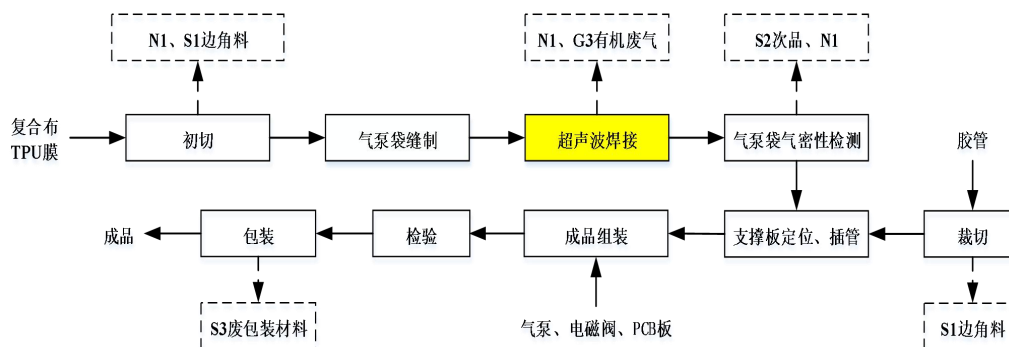 N1、S1边角料
N1、G3有机废气
S2次品、N1
复合布
TPU膜
初切
气泵袋缝制
超声波焊接
气泵袋气密性检测
胶管
成品
包装
检验
成品组装
支撑板定位、插管
裁切
S3废包装材料
气泵、电磁阀、PCB板
S1边角料